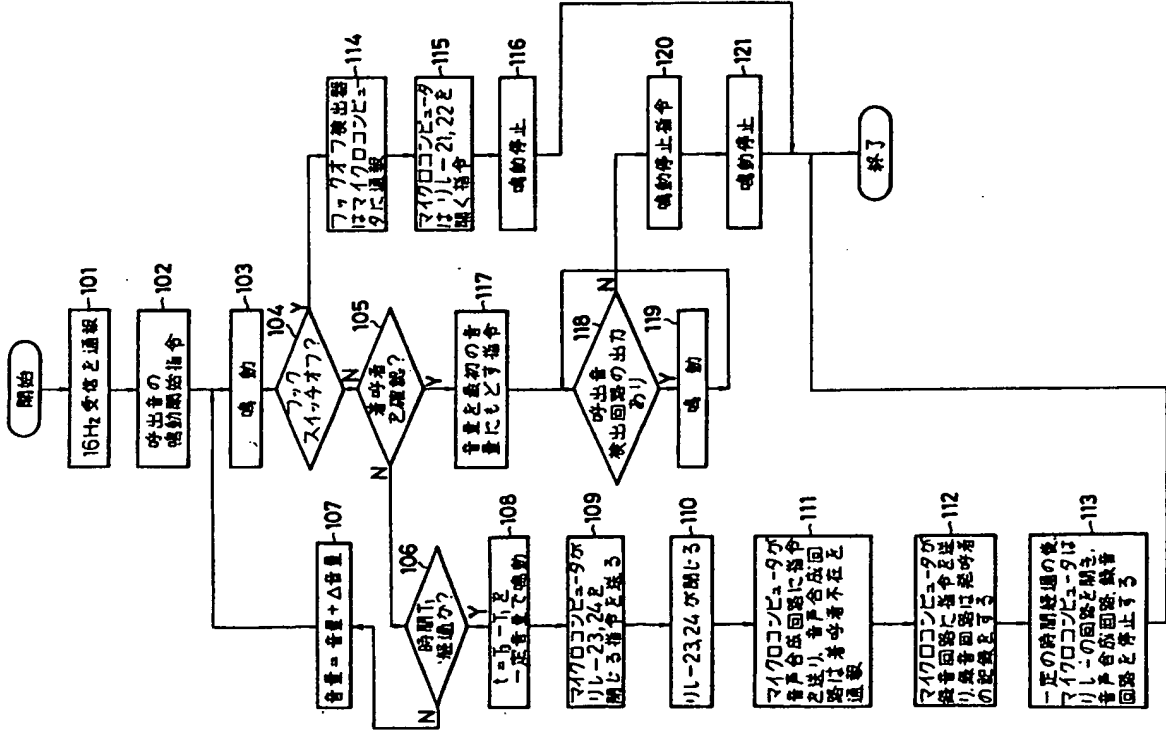 開始
16Hz受信を通報
101
呼出音の
鳴動開始指令
102
鳴動
103
フック
スイッチオフ?
104
Y
N
着呼者
を確認?
105
N
Y
時間T₁
経過か?
106
N
Y
音量=音量+△音量
107
t=T₀-T₁を
一定音量で鳴動
108
マイクロコンピュータが
リレー23,24を
閉じる指令を送る
109
リレー23,24が閉じる
110
マイクロコンピュータが
音声合成回路に指令
を送り、音声合成回
路は着呼者不在を
通報
111
マイクロコンピュータが
録音回路に指令を送
り、録音回路は発呼者
の記録をする
112
一定の時間経過の後、
マイクロコンピュータは
リレーの回路を開き、
音声合成回路、録音
回路を停止する
113
フックオフ検出器
はマイクロコンピュー
タに通報
114
マイクロコンピュータ
はリレー21,22を
開く指令
115
鳴動停止
116
音量を最初の音
量にもどす指令
117
呼出音
検出回路の出力
あり
118
N
Y
鳴動
119
鳴動停止指令
120
鳴動停止
121
終了